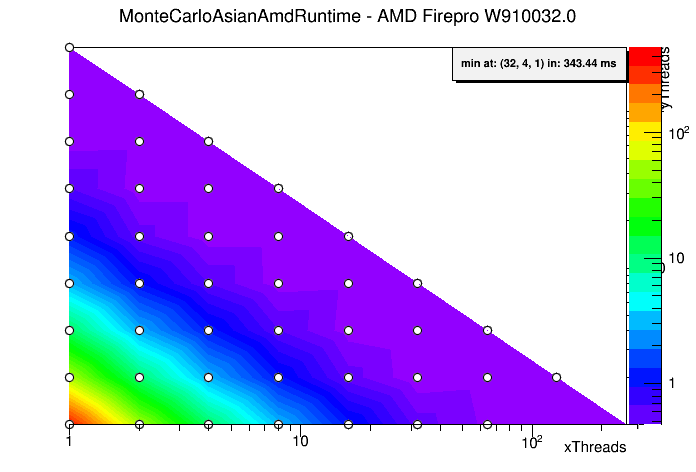 MonteCarloAsianAmdRuntime - AMD Firepro W910032.0
min at: (32, 4, 1) in: 343.44 ms
yThreads
10²
10
1
1
10
10²
xThreads